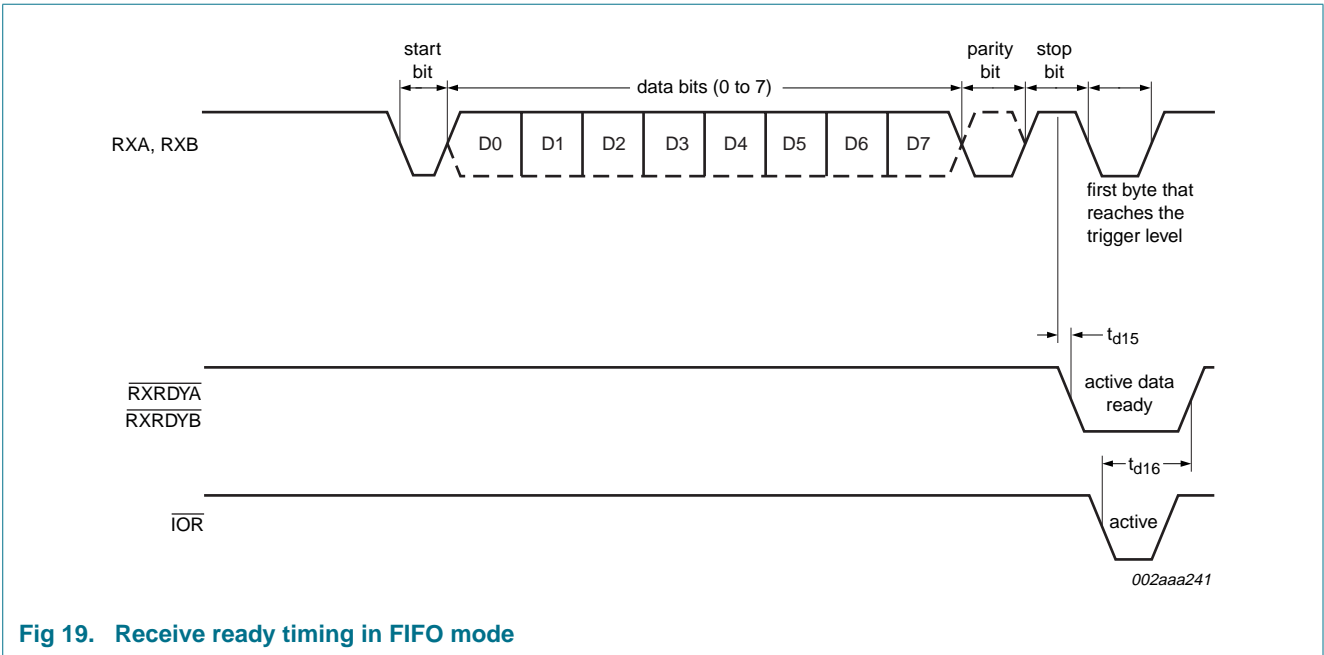 start
bit
data bits (0 to 7)
parity
bit
stop
bit
RXA, RXB
D0 D1 D2 D3 D4 D5 D6 D7
first byte that
reaches the
trigger level
td15
RXRDYA
RXRDYB
active data
ready
td16
IOR
active
002aaa241
Fig 19. Receive ready timing in FIFO mode